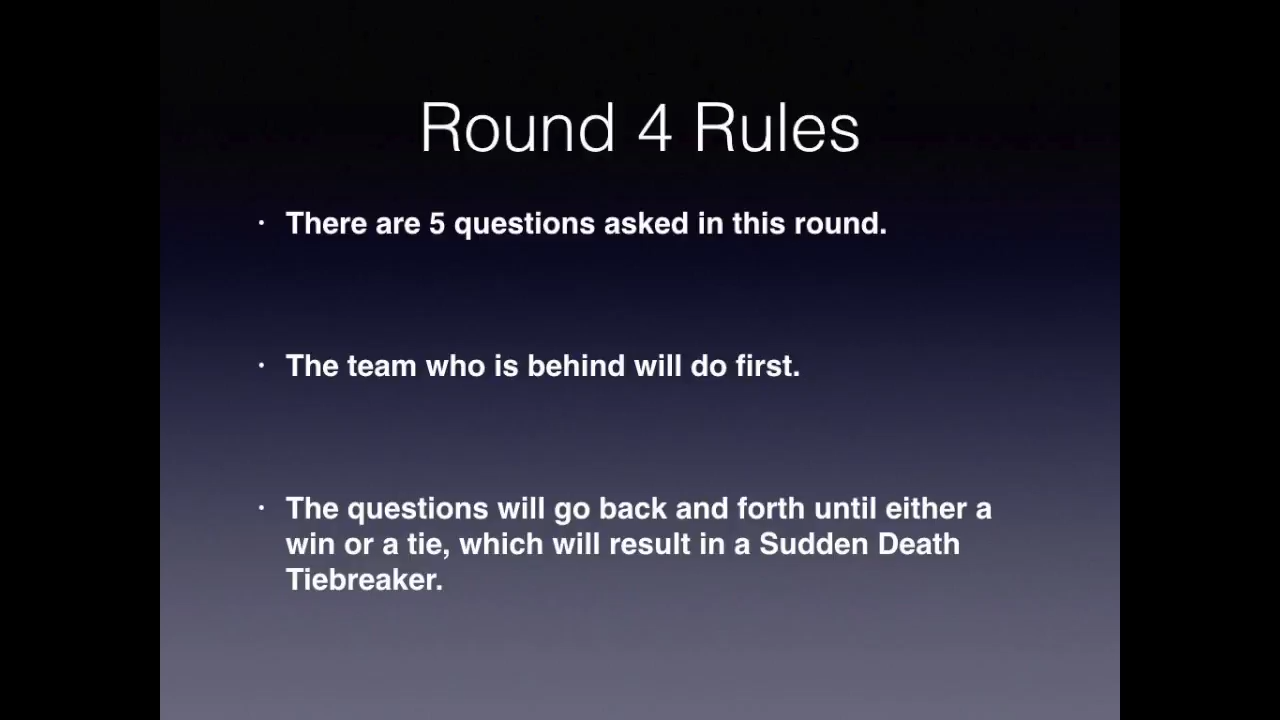 Round 4 Rules
• There are 5 questions asked in this round.
• The team who is behind will do first.
• The questions will go back and forth until either a
win or a tie, which will result in a Sudden Death
Tiebreaker.